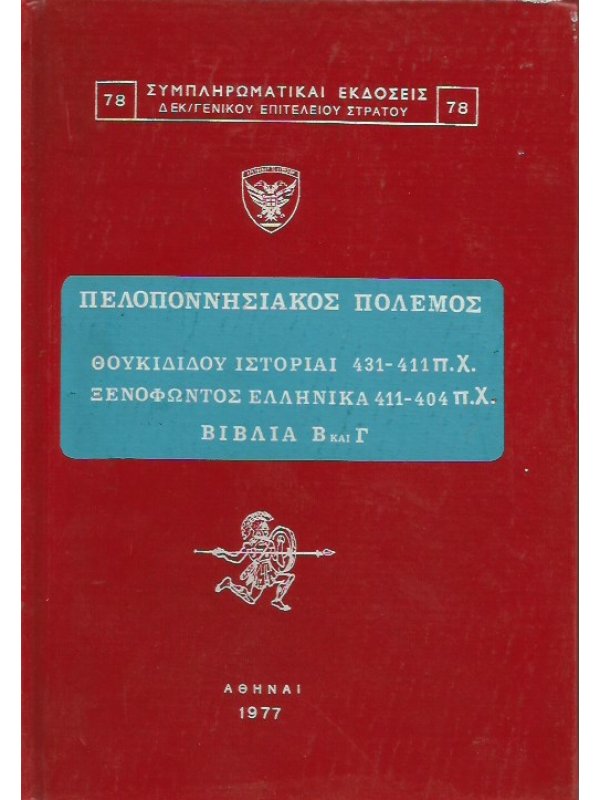 78 ΣΥΜΠΛΗΡΩΜΑΤΙΚΑΙ ΕΚΔΟΣΕΙΣ 78
ΔΕΚ/ΓΕΝΙΚΟΥ ΕΠΙΤΕΛΕΙΟΥ ΣΤΡΑΤΟΥ
ΠΕΛΟΠΟΝΝΗΣΙΑΚΟΣ ΠΟΛΕΜΟΣ
ΘΟΥΚΙΔΙΔΟΥ ΙΣΤΟΡΙΑΙ 431-411 Π.Χ.
ΞΕΝΟΦΩΝΤΟΣ ΕΛΛΗΝΙΚΑ 411-404 Π.Χ.
ΒΙΒΛΙΑ Β ΚΑΙ Γ
ΑΘΗΝΑΙ
1977